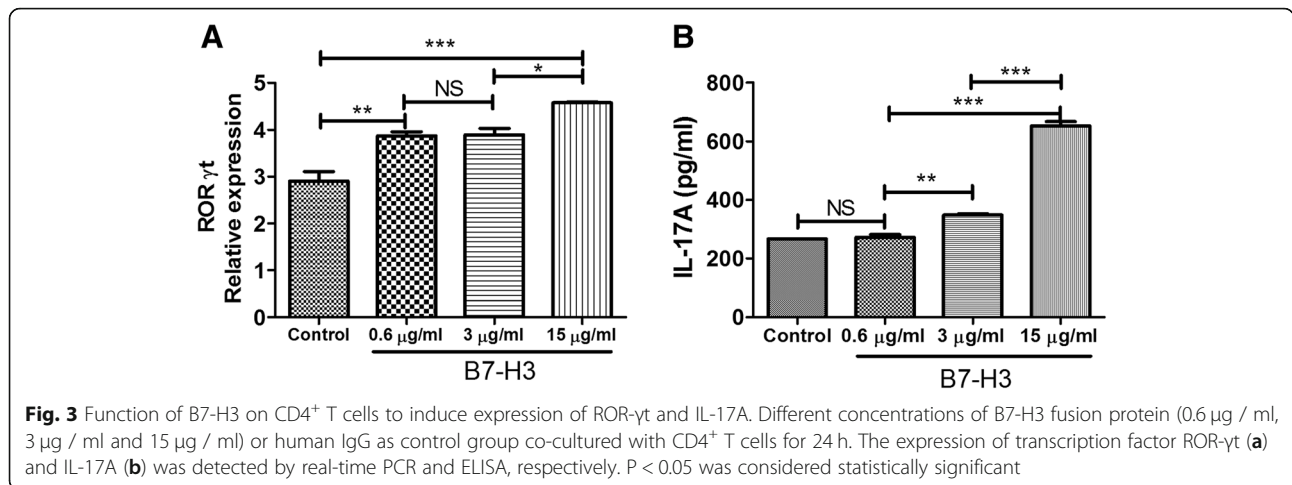 A
***
*
NS
**
5
4
3
2
1
0
ROR γt
Relative expression
Control
0.6 µg/ml
3 µg/ml
15 µg/ml
B7-H3
B
***
***
**
NS
800
600
400
200
0
IL-17A (pg/ml)
Control
0.6 µg/ml
3 µg/ml
15 µg/ml
B7-H3
Fig. 3 Function of B7-H3 on CD4⁺ T cells to induce expression of ROR-γt and IL-17A. Different concentrations of B7-H3 fusion protein (0.6 µg / ml,
3 µg / ml and 15 µg / ml) or human IgG as control group co-cultured with CD4⁺ T cells for 24 h. The expression of transcription factor ROR-γt (a)
and IL-17A (b) was detected by real-time PCR and ELISA, respectively. P < 0.05 was considered statistically significant